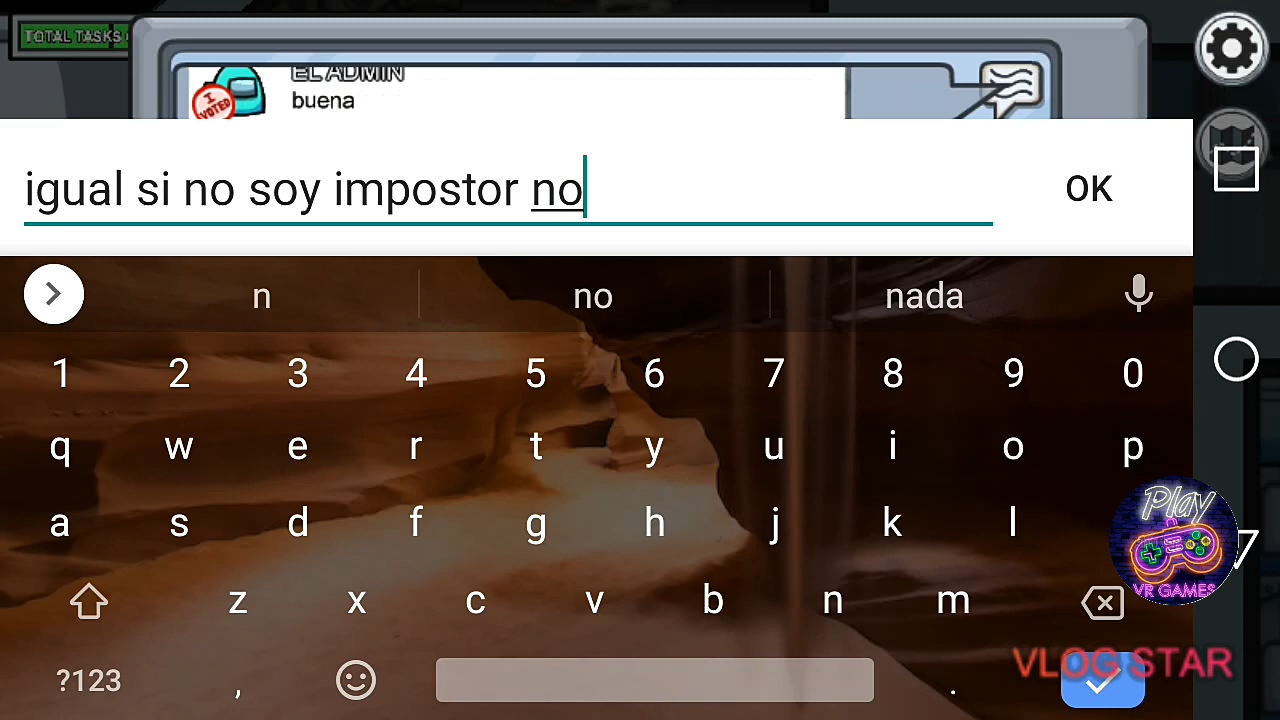 TOTAL TASKS
EL ADMIN
I VOTED
buena
igual si no soy impostor no
OK
n no nada
1 2 3 4 5 6 7 8 9 0
q w e r t y u i o p
a s d f g h j k l
Play
VR GAMES
z x c v b n m
VLOG STAR
?123 , .